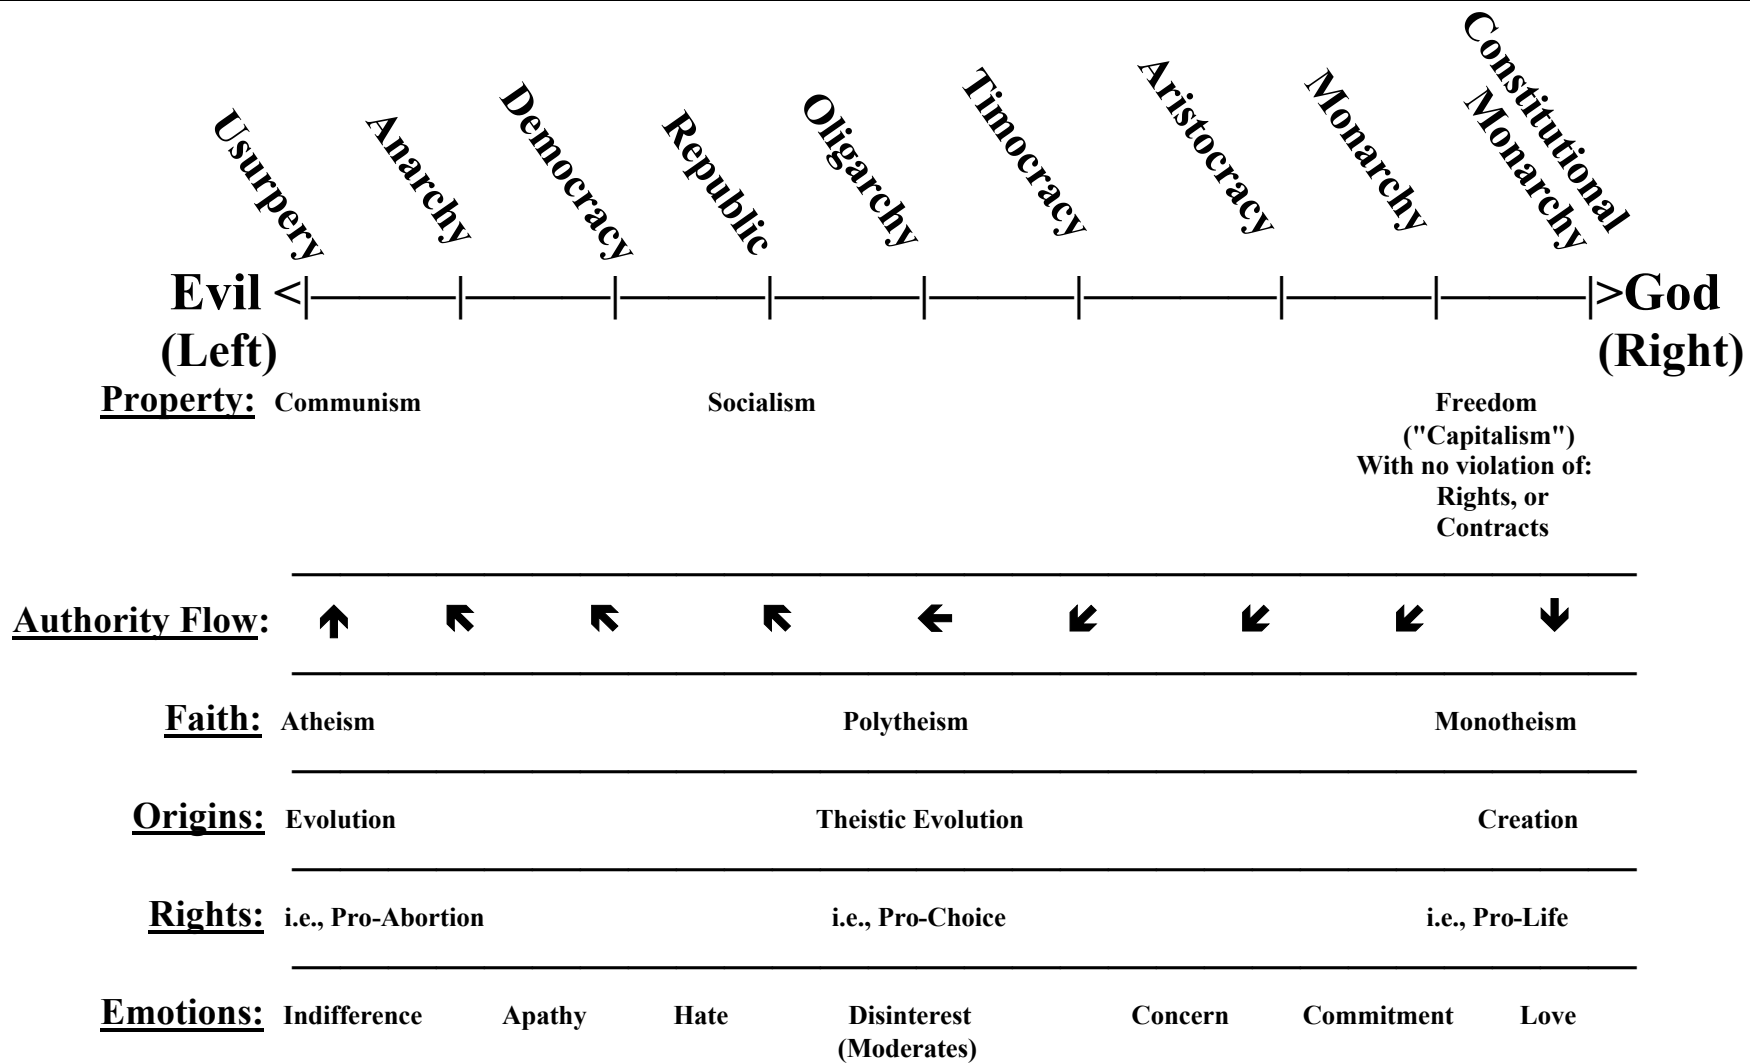 Usurpery
Anarchy
Democracy
Republic
Oligarchy
Timocracy
Aristocracy
Monarchy
Constitutional
Monarchy
Evil <|———|———|———|———|———|———|———|———|>God
(Left) (Right)
Property: Communism Socialism Freedom
("Capitalism")
With no violation of:
Rights, or
Contracts
Authority Flow: 🡹 🡼 🡼 🡼 🡸 🡿 🡿 🡿 🡻
Faith: Atheism Polytheism Monotheism
Origins: Evolution Theistic Evolution Creation
Rights: i.e., Pro-Abortion i.e., Pro-Choice i.e., Pro-Life
Emotions: Indifference Apathy Hate Disinterest Concern Commitment Love
(Moderates)